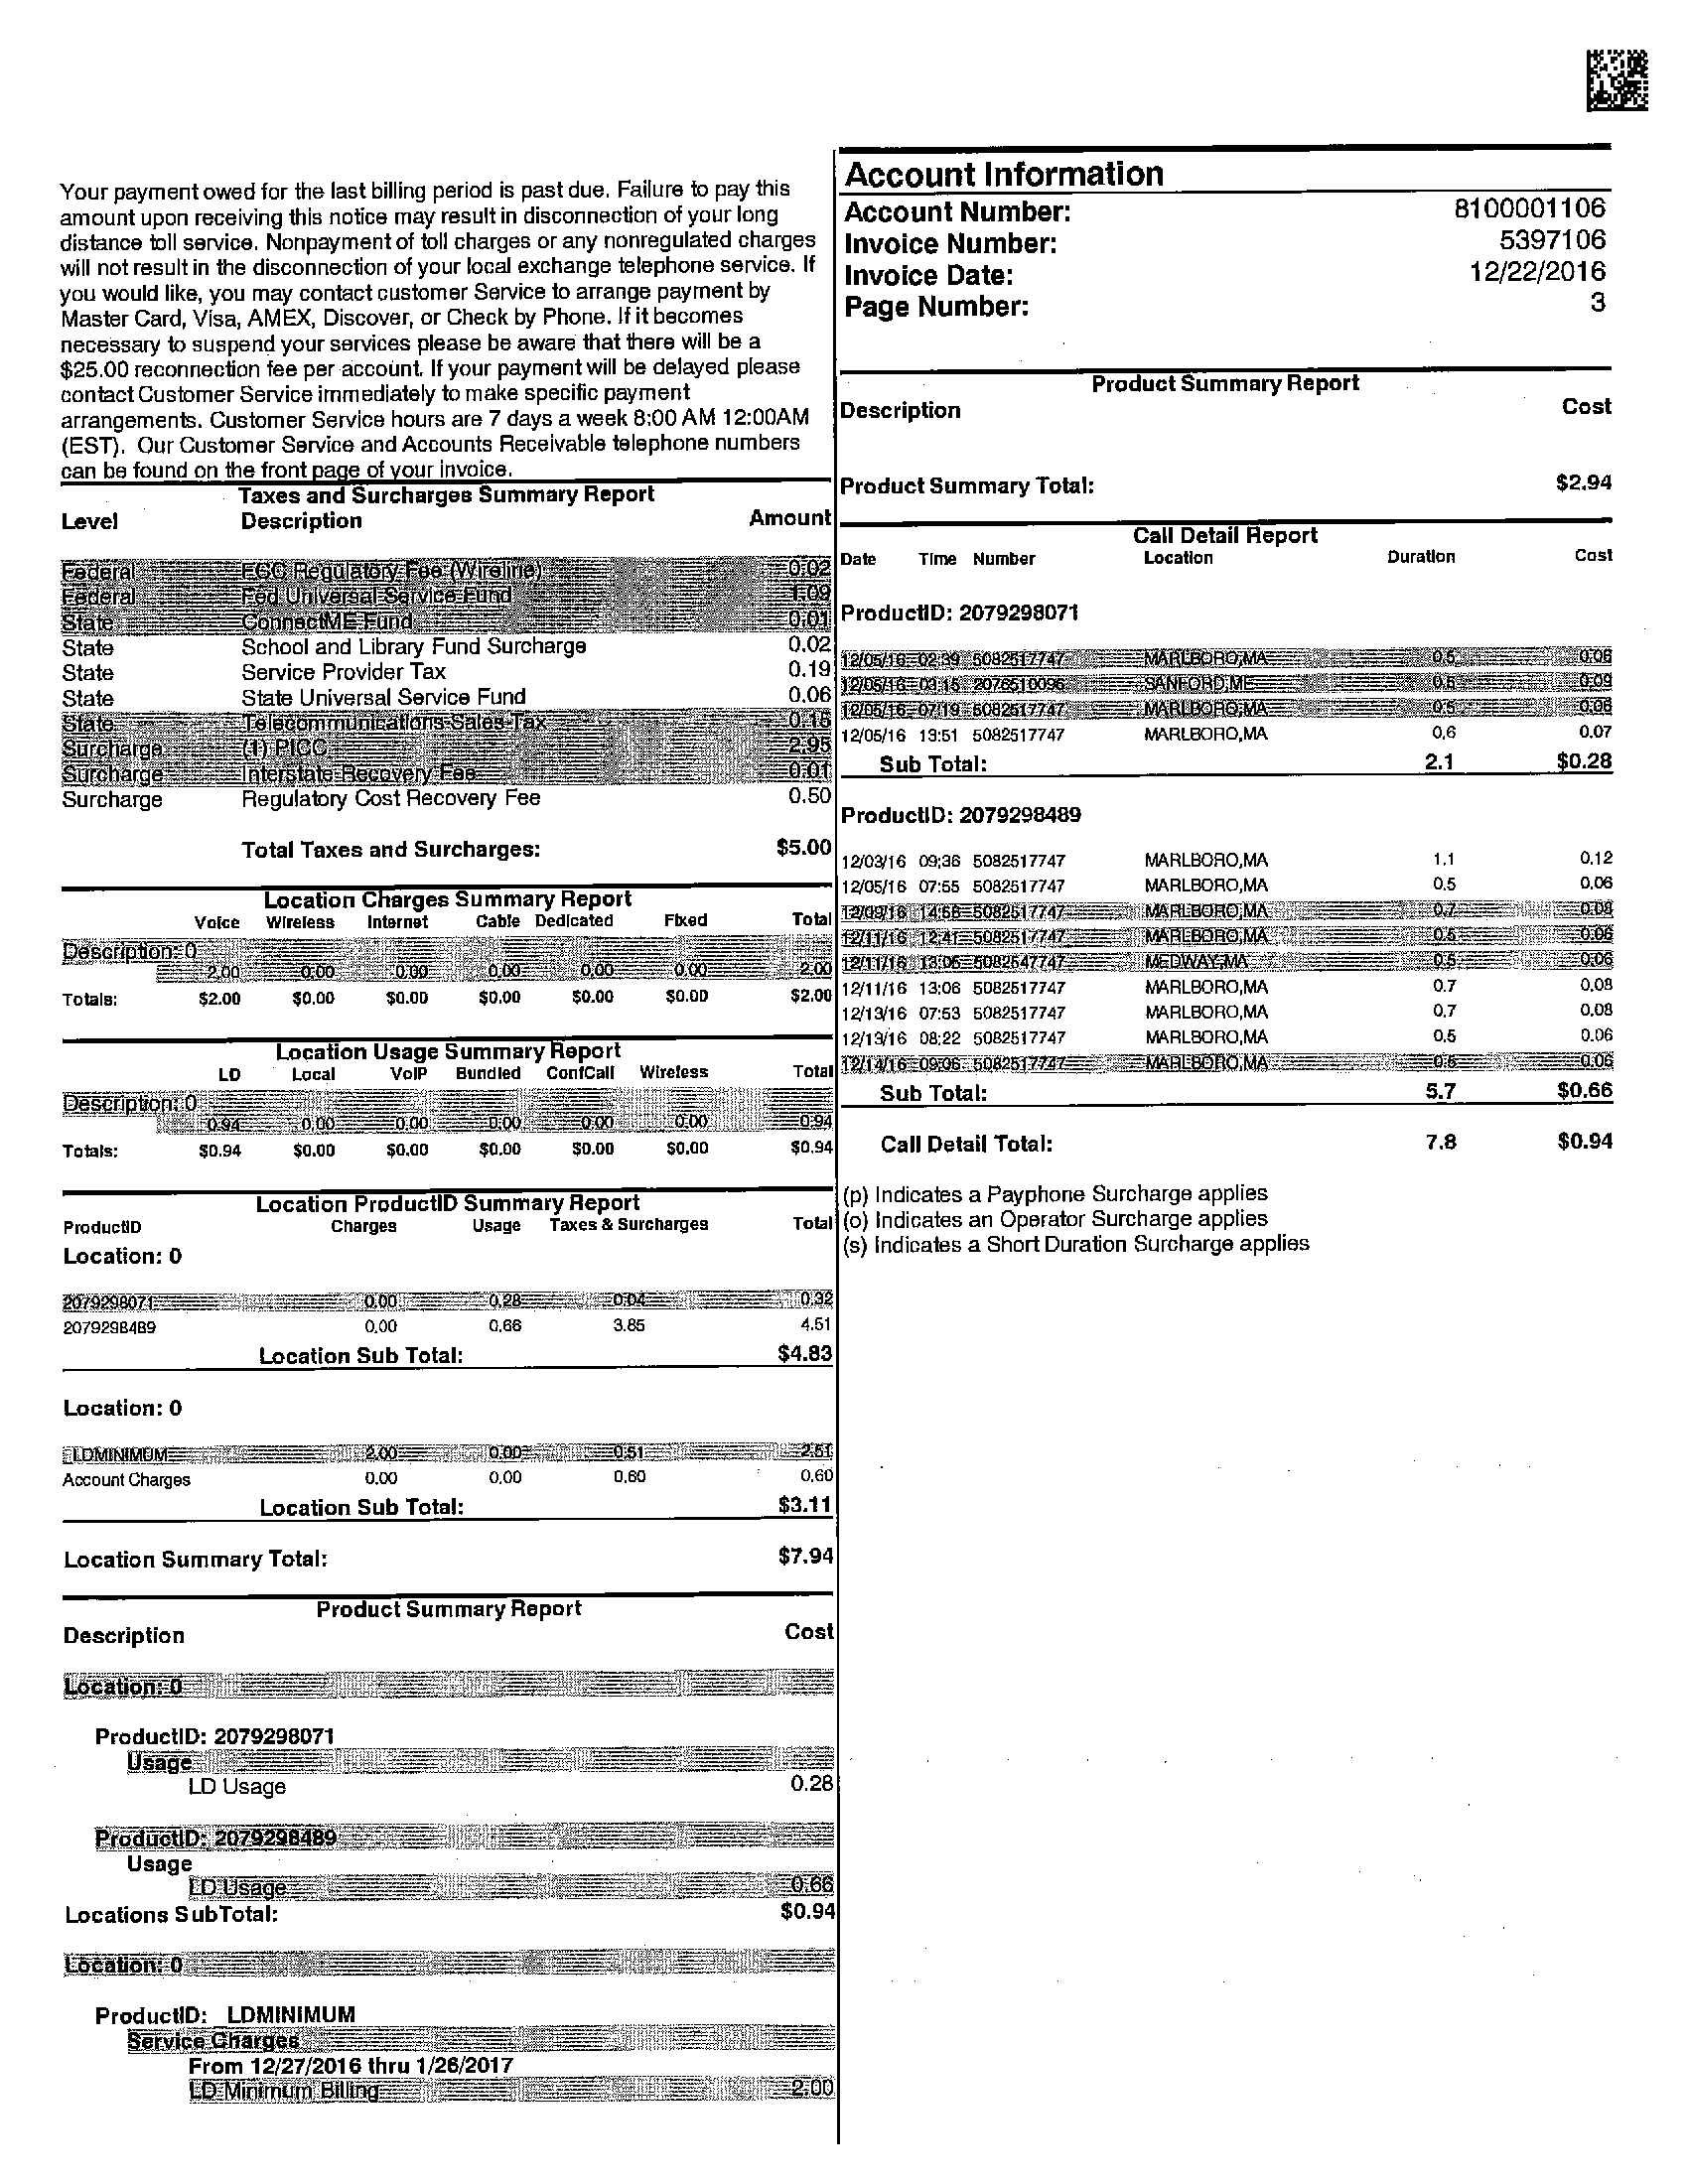 Your payment owed for the last billing period is past due. Failure to pay this
amount upon receiving this notice may result in disconnection of your long
distance toll service. Nonpayment of toll charges or any nonregulated charges
will not result in the disconnection of your local exchange telephone service. If
you would like, you may contact customer Service to arrange payment by
Master Card, Visa, AMEX, Discover, or Check by Phone. If it becomes
necessary to suspend your services please be aware that there will be a
$25.00 reconnection fee per account. If your payment will be delayed please
contact Customer Service immediately to make specific payment
arrangements. Customer Service hours are 7 days a week 8:00 AM 12:00AM
(EST). Our Customer Service and Accounts Receivable telephone numbers
can be found on the front page of your invoice.
Taxes and Surcharges Summary Report
Level Description Amount
Federal FCC Regulatory Fee (Wireline) 0.02
Federal Fed Universal Service Fund 1.09
State ConnectME Fund 0.01
State School and Library Fund Surcharge 0.02
State Service Provider Tax 0.19
State State Universal Service Fund 0.06
State Telecommunications Sales Tax
Surcharge (1) PICC 2.95
Surcharge Interstate Recovery Fee 0.01
Surcharge Regulatory Cost Recovery Fee 0.50
Total Taxes and Surcharges: $5.00
Location Charges Summary Report
Voice Wireless Internet Cable Dedicated Fixed Total
Description: 0
2.00 0.00 0.00 0.00 0.00 0.00 2.00
Totals: $2.00 $0.00 $0.00 $0.00 $0.00 $0.00 $2.00
Location Usage Summary Report
LD Local VoIP Bundled ConfCall Wireless Total
Description: 0
0.94 0.00 0.00 0.00 0.00 0.00 0.94
Totals: $0.94 $0.00 $0.00 $0.00 $0.00 $0.00 $0.94
Location ProductID Summary Report
ProductID Charges Usage Taxes & Surcharges Total
Location: 0
2079298071 0.00 0.28 0.04 0.32
2079298489 0.00 0.66 3.85 4.51
Location Sub Total: $4.83
Location: 0
LDMINIMUM 2.00 0.00 0.51 2.51
Account Charges 0.00 0.00 0.60 0.60
Location Sub Total: $3.11
Location Summary Total: $7.94
Product Summary Report
Description Cost
Location: 0
ProductID: 2079298071
Usage
LD Usage 0.28
ProductID: 2079298489
Usage
LD Usage 0.66
Locations SubTotal: $0.94
Location: 0
ProductID: LDMINIMUM
Service Charges
From 12/27/2016 thru 1/26/2017
LD Minimum Billing 2.00
Account Information
Account Number: 8100001106
Invoice Number: 5397106
Invoice Date: 12/22/2016
Page Number: 3
Product Summary Report
Description Cost
Product Summary Total: $2.94
Call Detail Report
Date Time Number Location Duration Cost
ProductID: 2079298071
12/05/16 02:39 5082517747 MARLBORO,MA 0.5 0.06
12/05/16 03:15 2076510096 SANFORD,ME 0.5 0.09
12/05/16 07:19 5082517747 MARLBORO,MA 0.5 0.06
12/05/16 13:51 5082517747 MARLBORO,MA 0.6 0.07
Sub Total: 2.1 $0.28
ProductID: 2079298489
12/03/16 09:36 5082517747 MARLBORO,MA 1.1 0.12
12/05/16 07:55 5082517747 MARLBORO,MA 0.5 0.06
12/09/16 14:58 5082517747 MARLBORO,MA 0.7 0.08
12/11/16 12:41 5082517747 MARLBORO,MA 0.5 0.06
12/11/16 13:05 5082547747 MEDWAY,MA 0.5 0.06
12/11/16 13:06 5082517747 MARLBORO,MA 0.7 0.08
12/13/16 07:53 5082517747 MARLBORO,MA 0.7 0.08
12/13/16 08:22 5082517747 MARLBORO,MA 0.5 0.06
12/14/16 09:06 5082517747 MARLBORO,MA 0.5 0.06
Sub Total: 5.7 $0.66
Call Detail Total: 7.8 $0.94
(p) Indicates a Payphone Surcharge applies
(o) Indicates an Operator Surcharge applies
(s) Indicates a Short Duration Surcharge applies